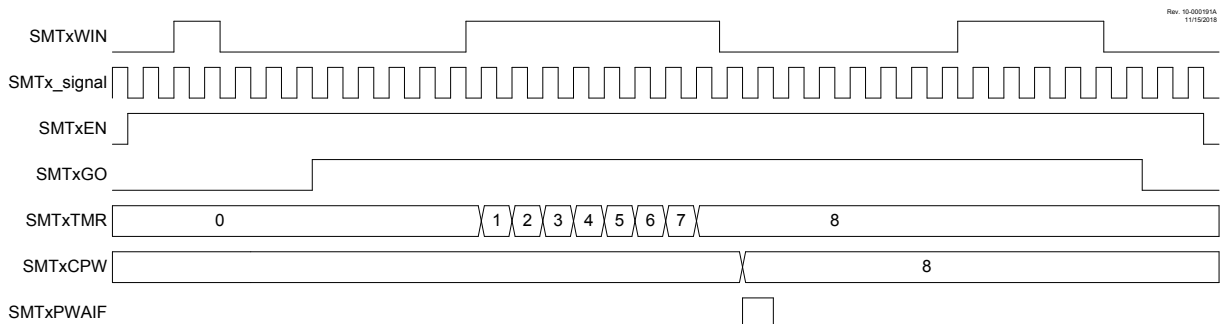 Rev. 10-000191A
11/15/2018
SMTxWIN
SMTx_signal
SMTxEN
SMTxGO
SMTxTMR 0 1 2 3 4 5 6 7 8
SMTxCPW 8
SMTxPWAIF